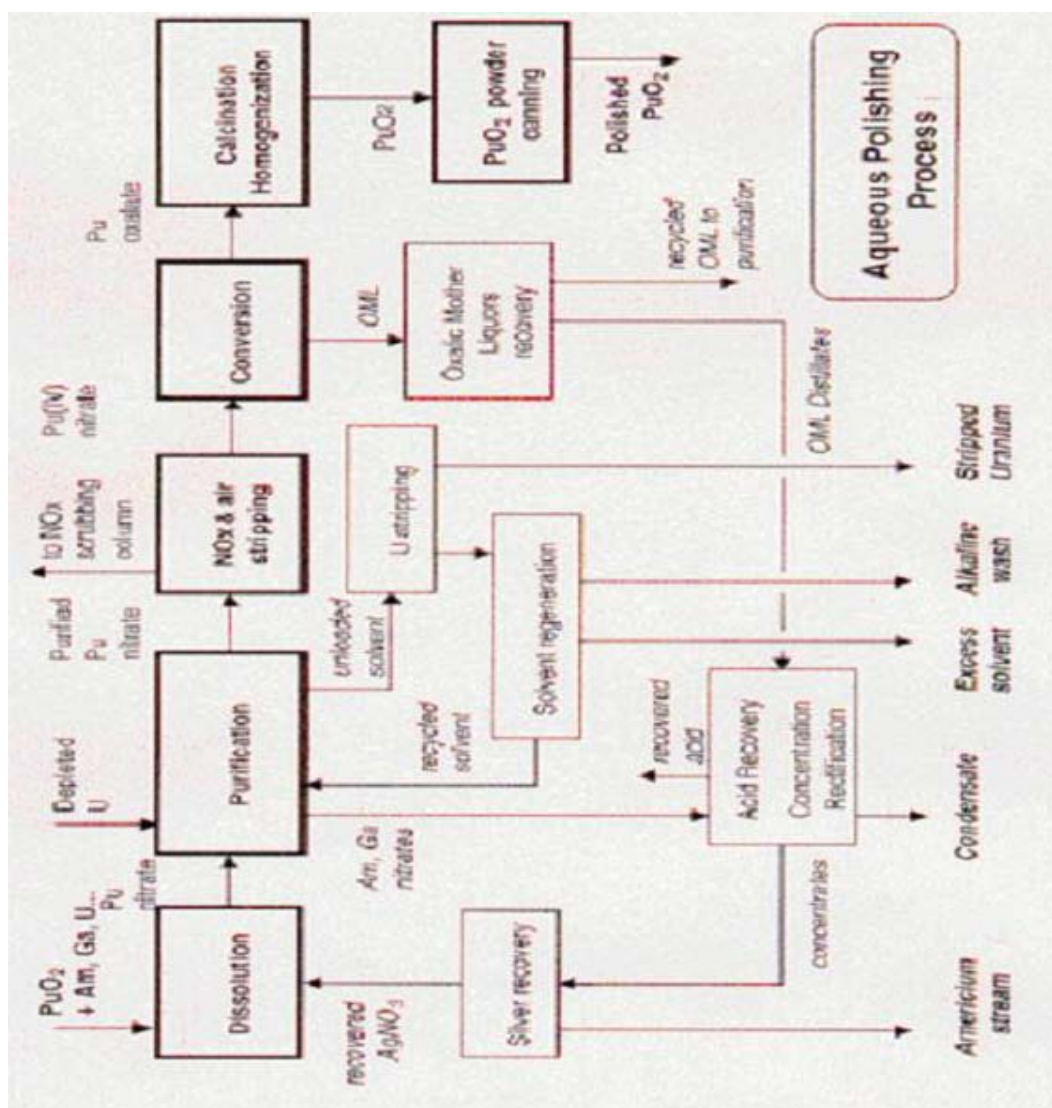 PuO₂
+ Am, Ga, U...
Depleted
U
to NOx
scrubbing
column
Pu
nitrate
Purified
Pu
nitrate
Pu(IV)
nitrate
Pu
oxalate
Dissolution
Purification
NOx & air
stripping
Conversion
Calcination
Homogenization
recovered
AgNO₃
Am, Ga
nitrates
recycled
solvent
Unloaded
solvent
OML
PuO₂
Silver recovery
U stripping
Oxalic Mother
Liquors
recovery
PuO₂ powder
canning
Solvent regeneration
recycled
OML to
purification
Polished
PuO₂
recovered
acid
Acid Recovery
Concentration
Rectification
concentrates
OML Distillates
Americium
stream
Condensate
Excess
solvent
Alkaline
wash
Stripped
Uranium
Aqueous Polishing
Process